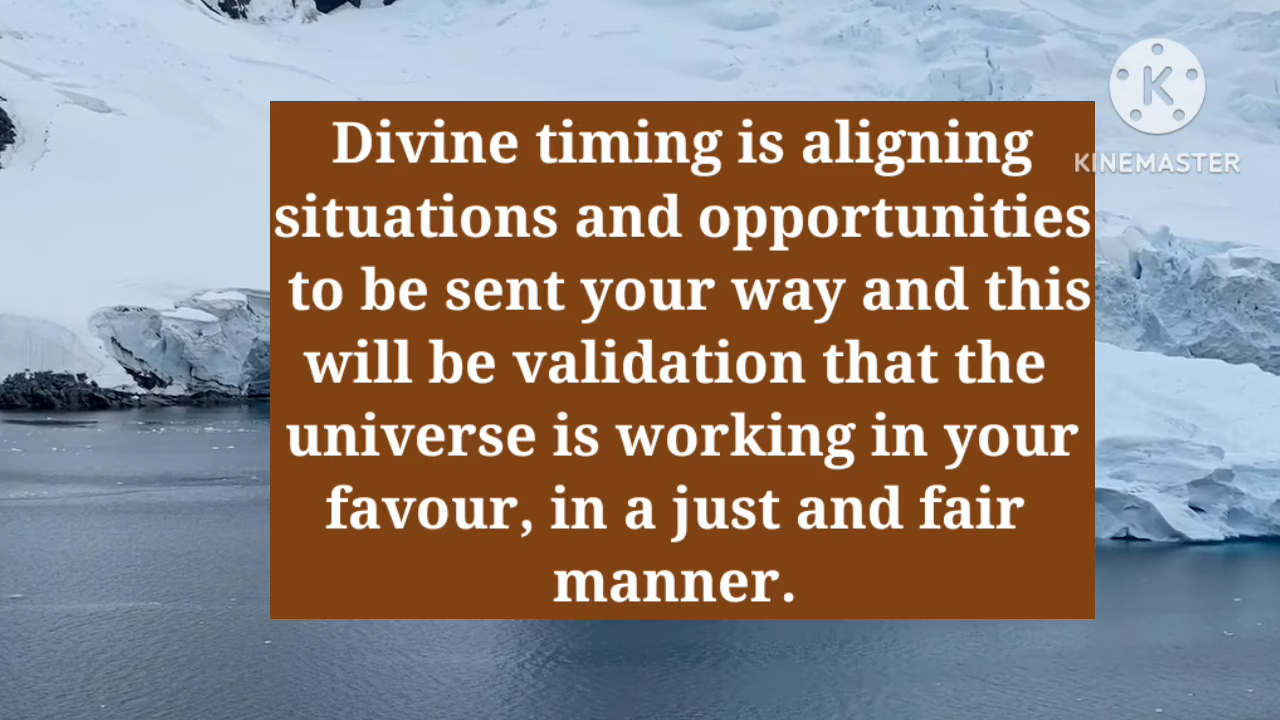 Divine timing is aligning
situations and opportunities
to be sent your way and this
will be validation that the
universe is working in your
favour, in a just and fair
manner.
K
KINEMASTER